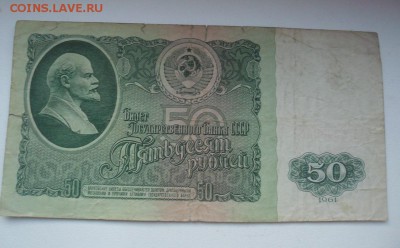 COINS.LAVE.RU
50
Билет
Государственного Банка СССР
Пятьдесят
рублей
50
1961
50
50